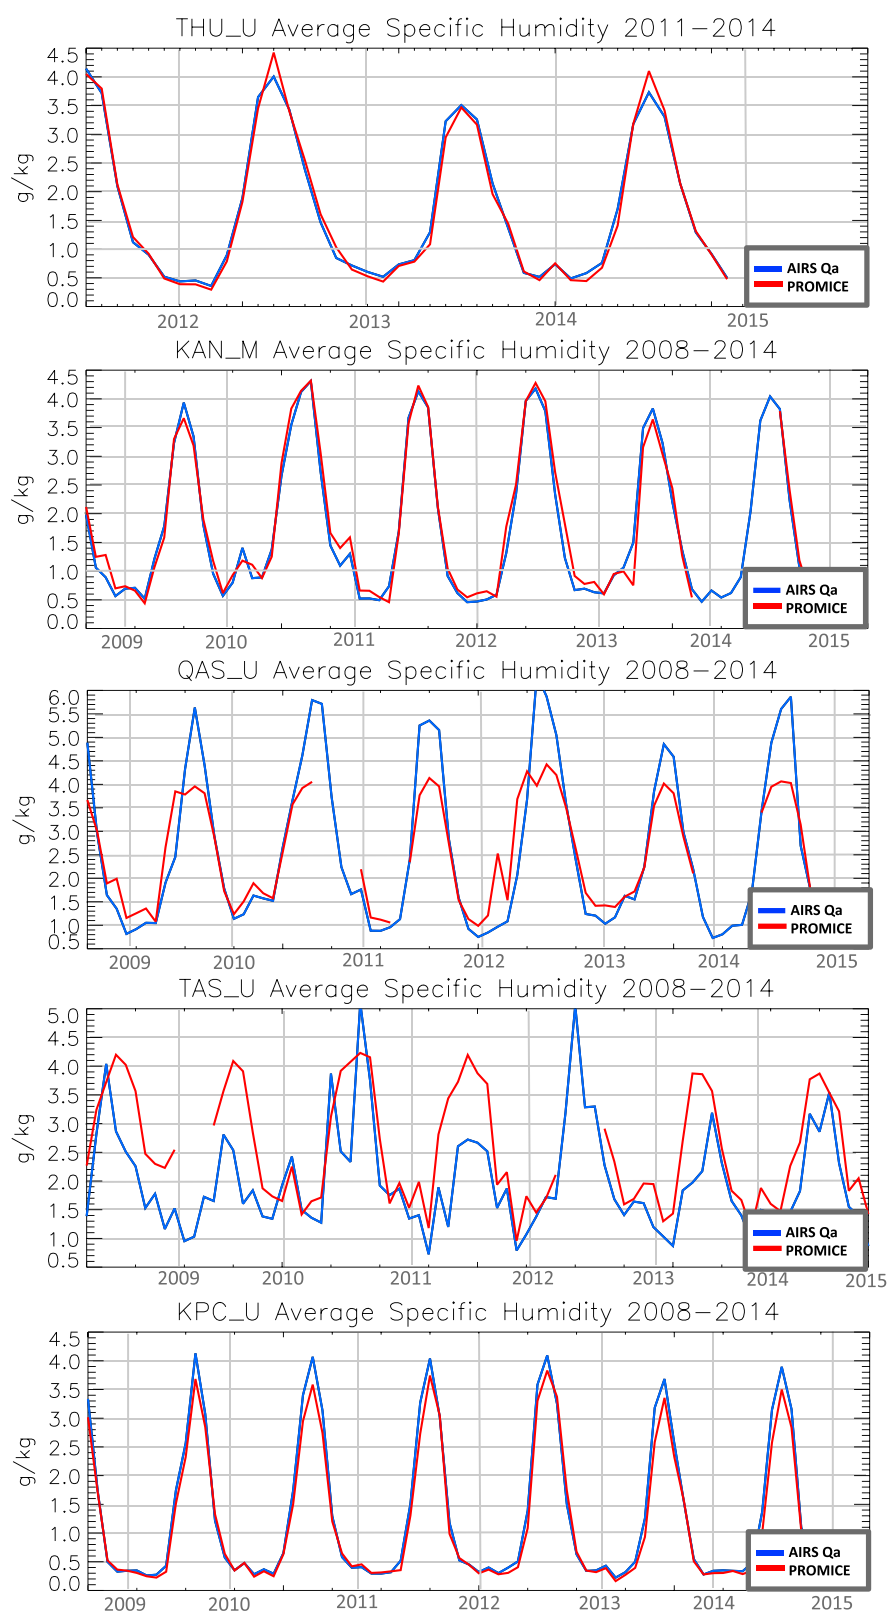 THU_U Average Specific Humidity 2011-2014
4.5
4.0
3.5
3.0
2.5
2.0
1.5
1.0
0.5
0.0
g/kg
AIRS Qa
PROMICE
2012 2013 2014 2015
KAN_M Average Specific Humidity 2008-2014
4.5
4.0
3.5
3.0
2.5
2.0
1.5
1.0
0.5
0.0
g/kg
AIRS Qa
PROMICE
2009 2010 2011 2012 2013 2014 2015
QAS_U Average Specific Humidity 2008-2014
6.0
5.5
5.0
4.5
4.0
3.5
3.0
2.5
2.0
1.5
1.0
0.5
g/kg
AIRS Qa
PROMICE
2009 2010 2011 2012 2013 2014 2015
TAS_U Average Specific Humidity 2008-2014
5.0
4.5
4.0
3.5
3.0
2.5
2.0
1.5
1.0
0.5
g/kg
AIRS Qa
PROMICE
2009 2010 2011 2012 2013 2014 2015
KPC_U Average Specific Humidity 2008-2014
4.5
4.0
3.5
3.0
2.5
2.0
1.5
1.0
0.5
0.0
g/kg
AIRS Qa
PROMICE
2009 2010 2011 2012 2013 2014 2015